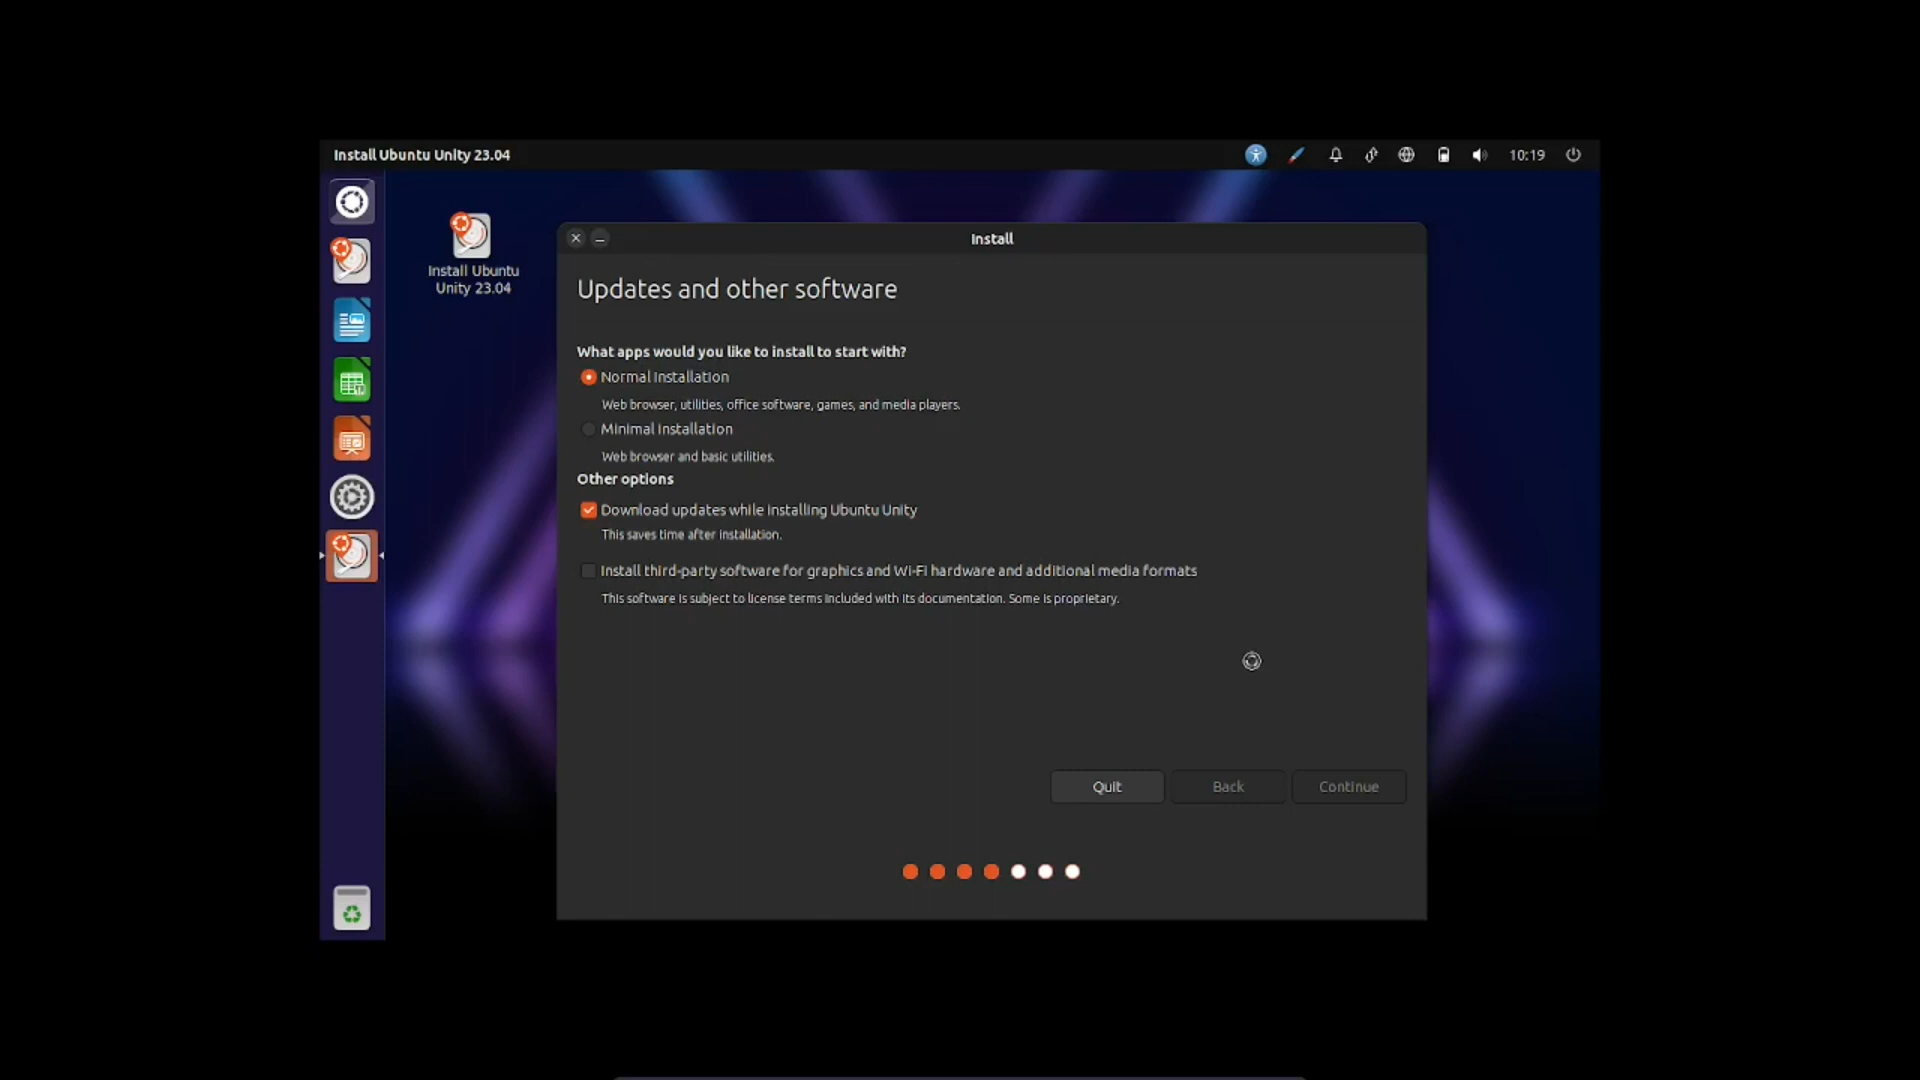 Install Ubuntu Unity 23.04
10:19
Install Ubuntu
Unity 23.04
Install
Updates and other software
What apps would you like to install to start with?
Normal installation
Web browser, utilities, office software, games, and media players.
Minimal installation
Web browser and basic utilities.
Other options
Download updates while installing Ubuntu Unity
This saves time after installation.
Install third-party software for graphics and Wi-Fi hardware and additional media formats
This software is subject to license terms included with its documentation. Some is proprietary.
Quit
Back
Continue